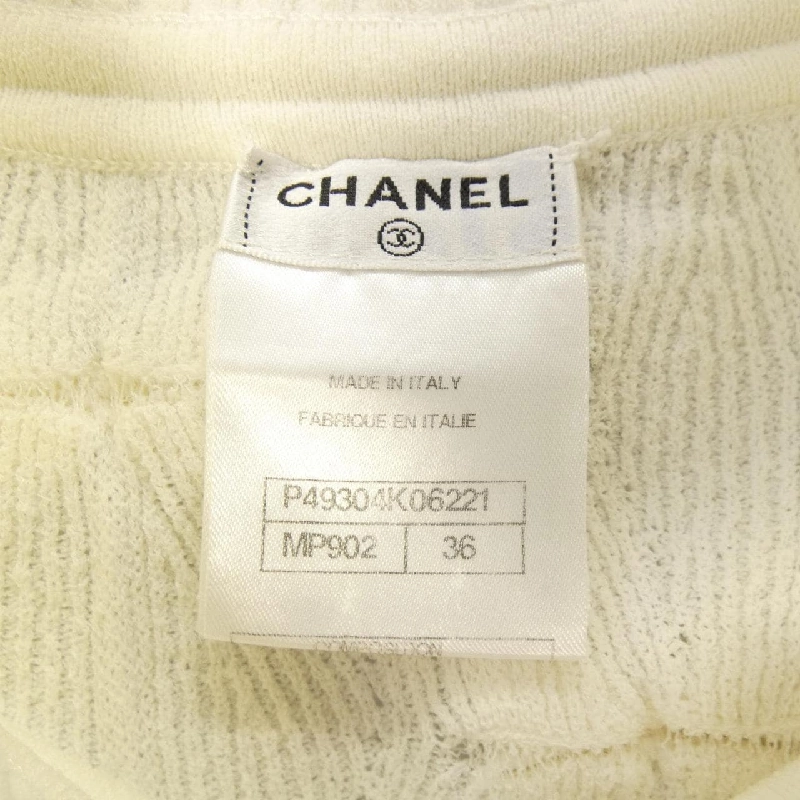 CHANEL
MADE IN ITALY
FABRIQUE EN ITALIE
P49304K06221
MP902 36